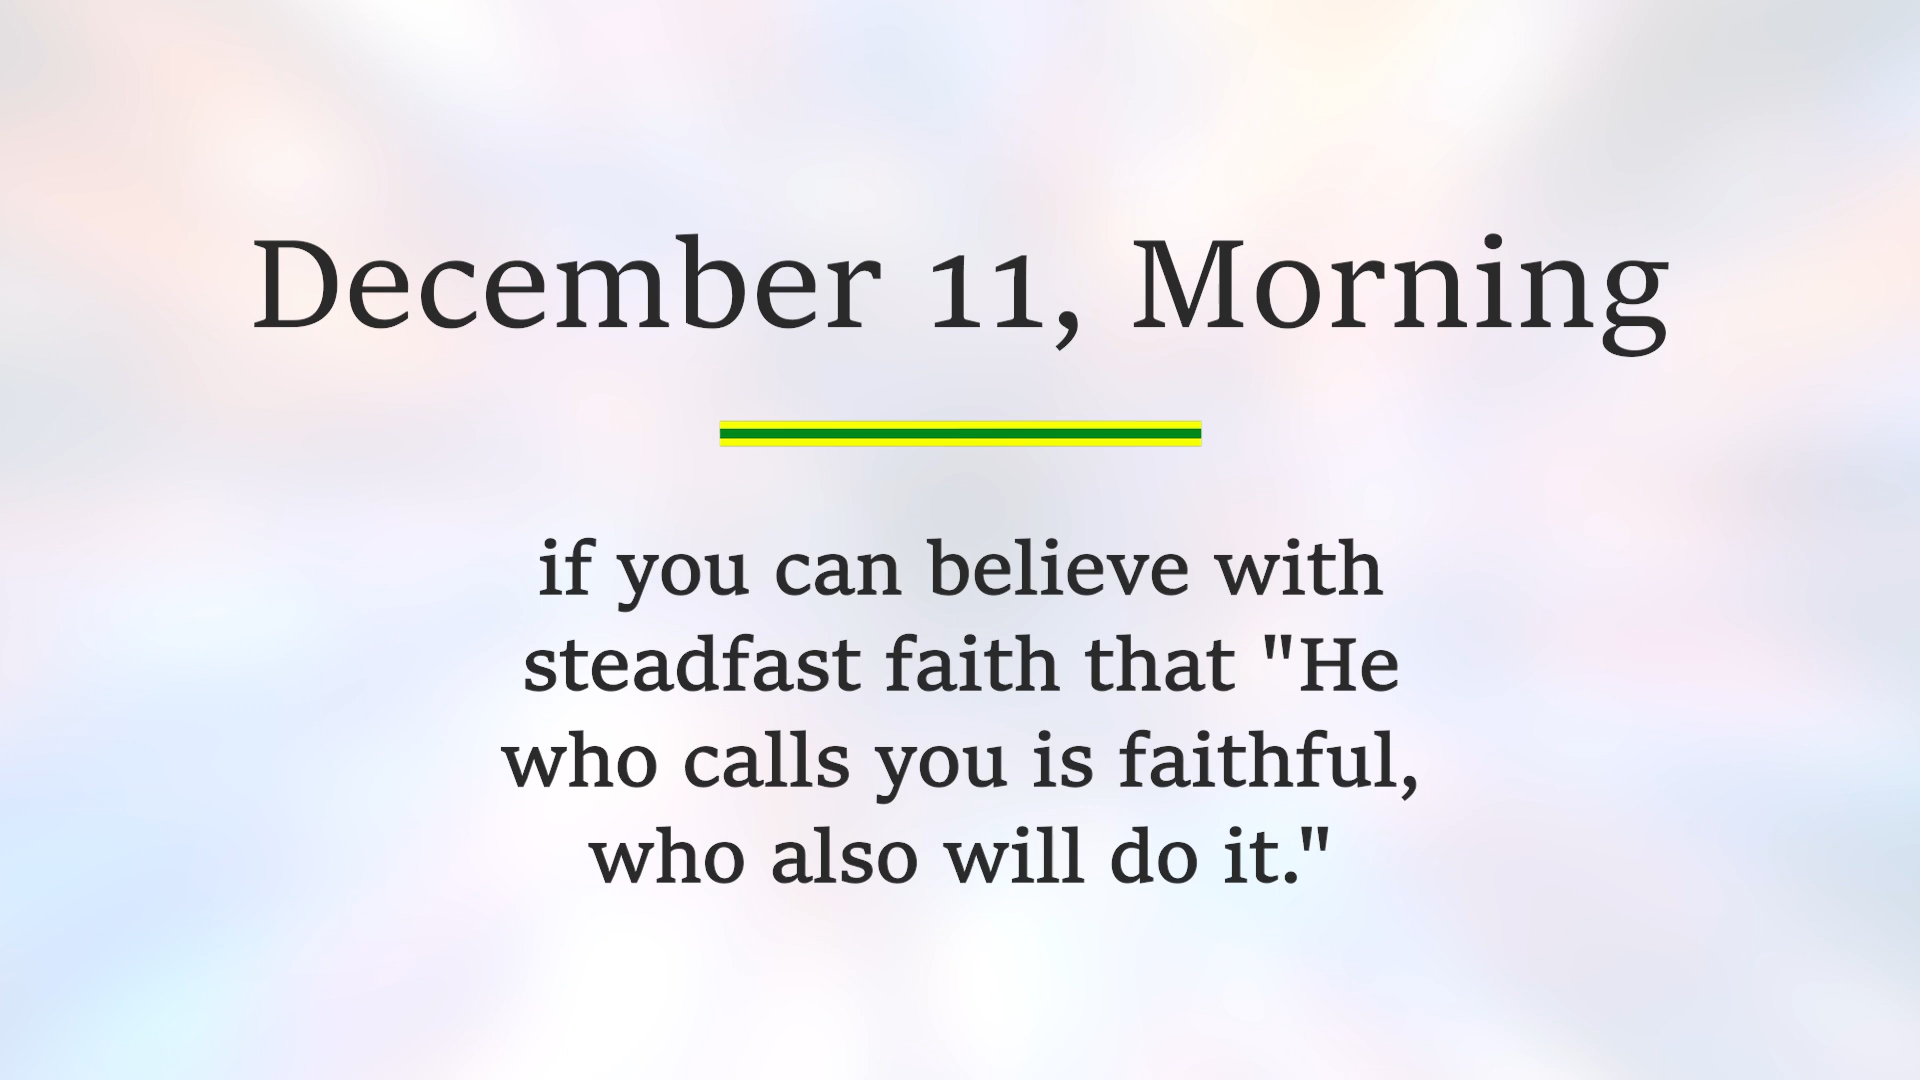 December 11, Morning
if you can believe with
steadfast faith that "He
who calls you is faithful,
who also will do it."